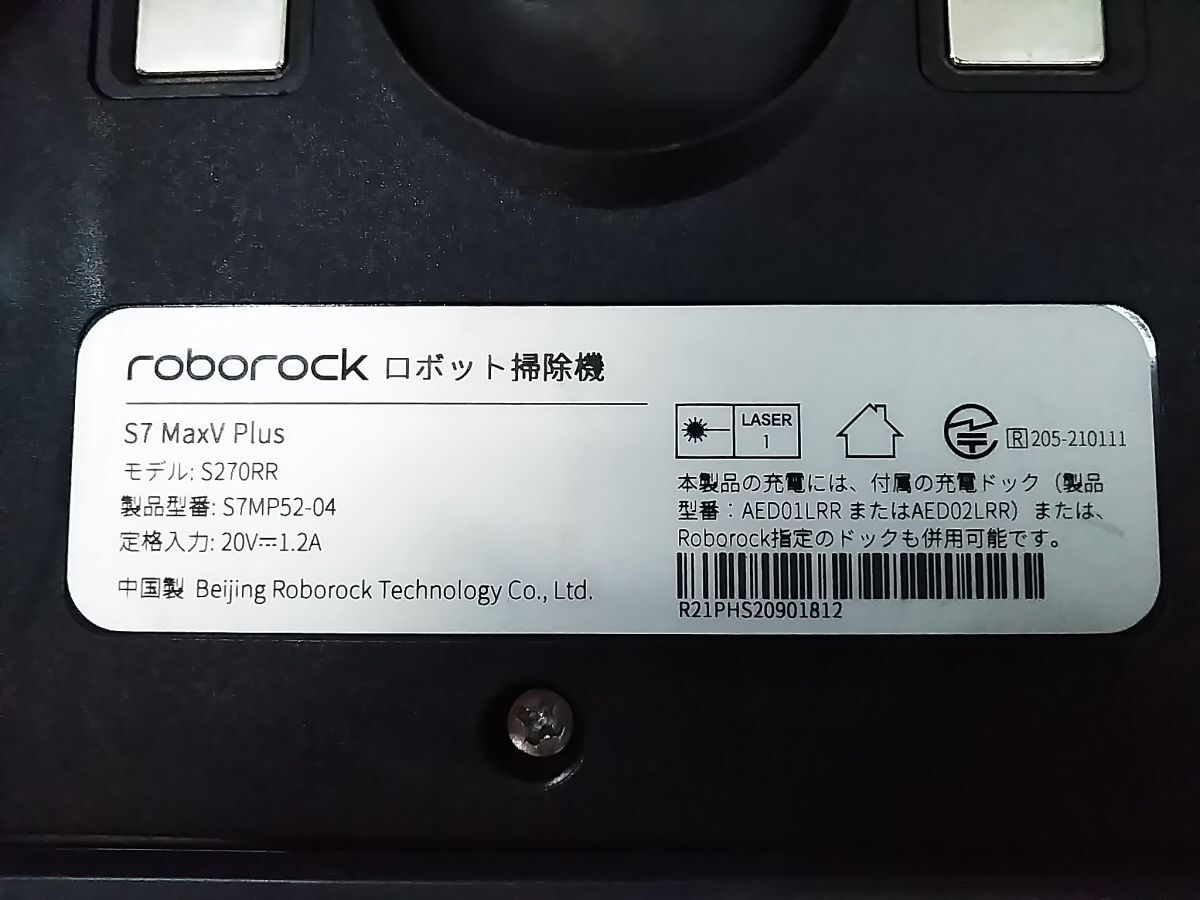 roborock ロボット掃除機
S7 MaxV Plus
モデル: S270RR
製品型番: S7MP52-04
定格入力: 20V⎓1.2A
中国製 Beijing Roborock Technology Co., Ltd.
LASER
1
R 205-210111
本製品の充電には、付属の充電ドック（製品
型番：AED01LRR またはAED02LRR）または、
Roborock指定のドックも併用可能です。
R21PHS20901812